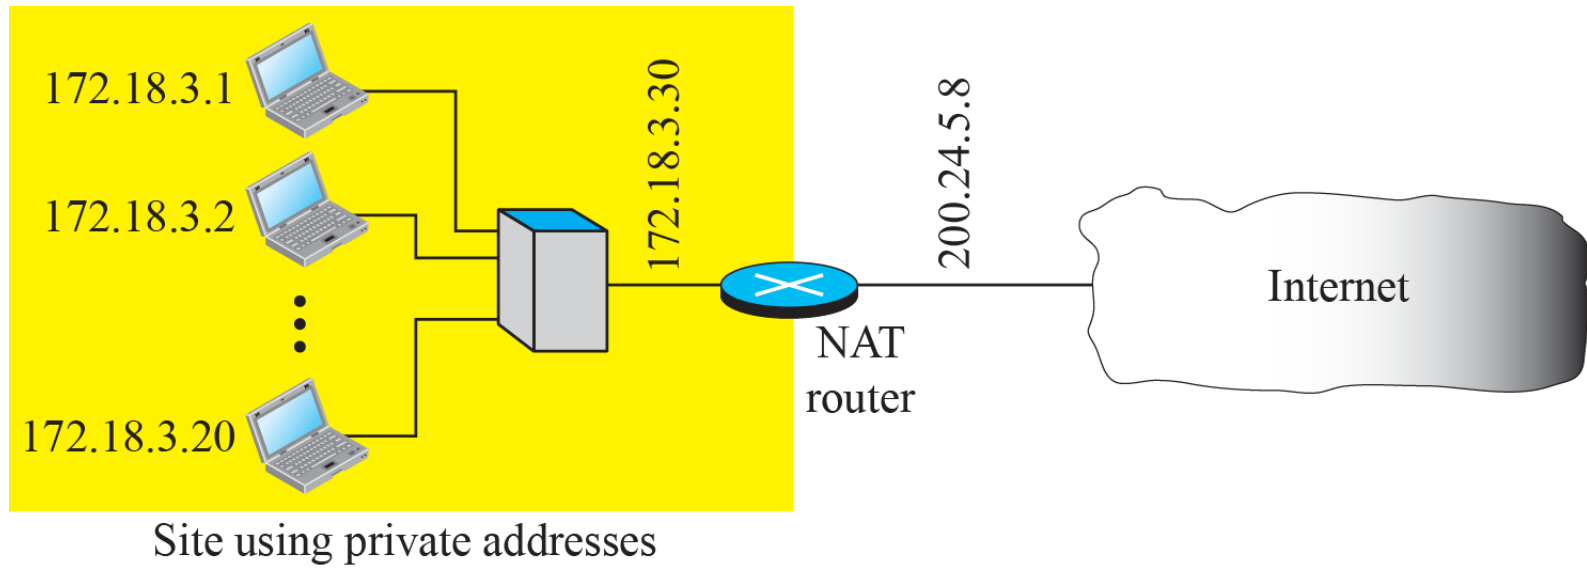 172.18.3.1
172.18.3.2
172.18.3.20
172.18.3.30
200.24.5.8
NAT
router
Internet
Site using private addresses